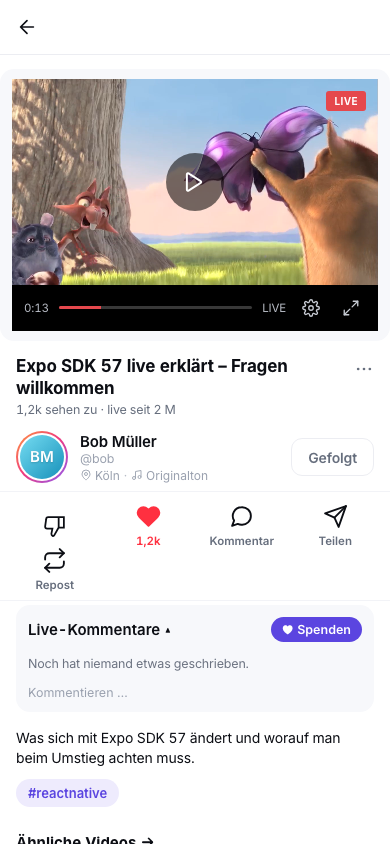 LIVE
0:13
LIVE
Expo SDK 57 live erklärt – Fragen
willkommen
1,2k sehen zu · live seit 2 M
BM
Bob Müller
@bob
Köln · Originalton
Gefolgt
1,2k
Kommentar
Teilen
Repost
Live-Kommentare ▴
Spenden
Noch hat niemand etwas geschrieben.
Kommentieren ...
Was sich mit Expo SDK 57 ändert und worauf man
beim Umstieg achten muss.
#reactnative
Ähnliche Videos →